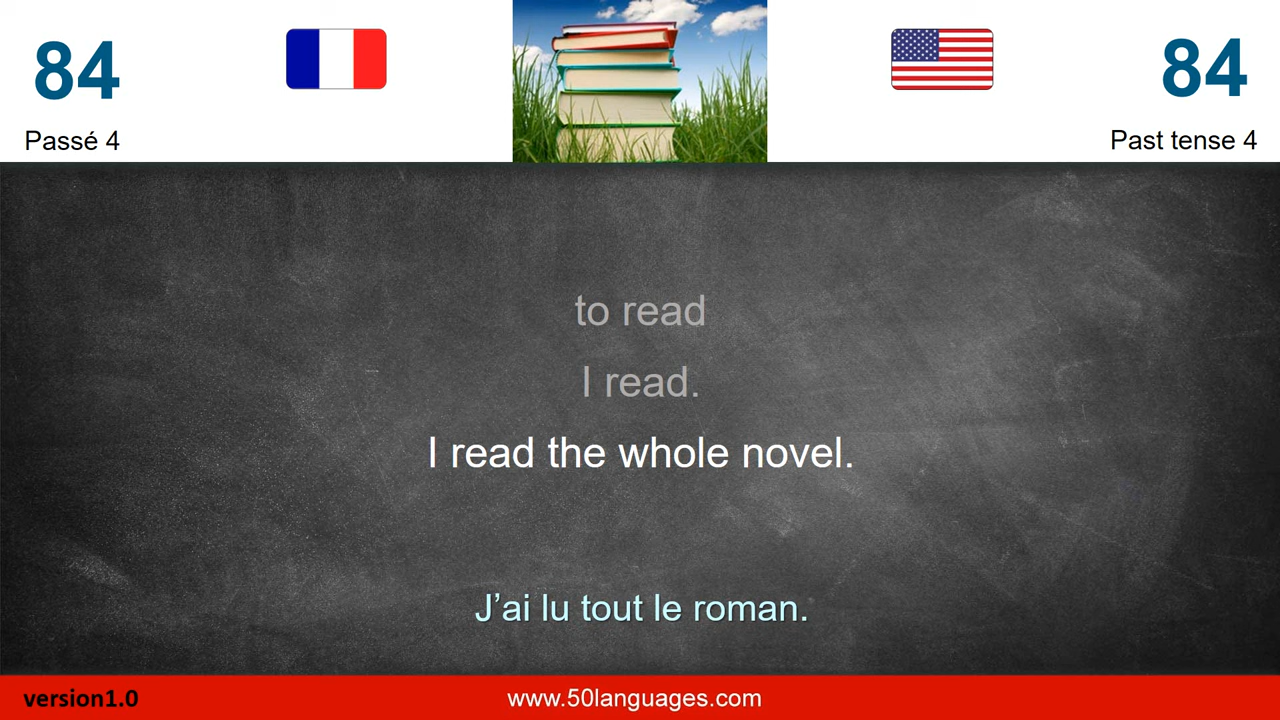 84
84
Passé 4
Past tense 4
to read
I read.
I read the whole novel.
J’ai lu tout le roman.
version1.0
www.50languages.com